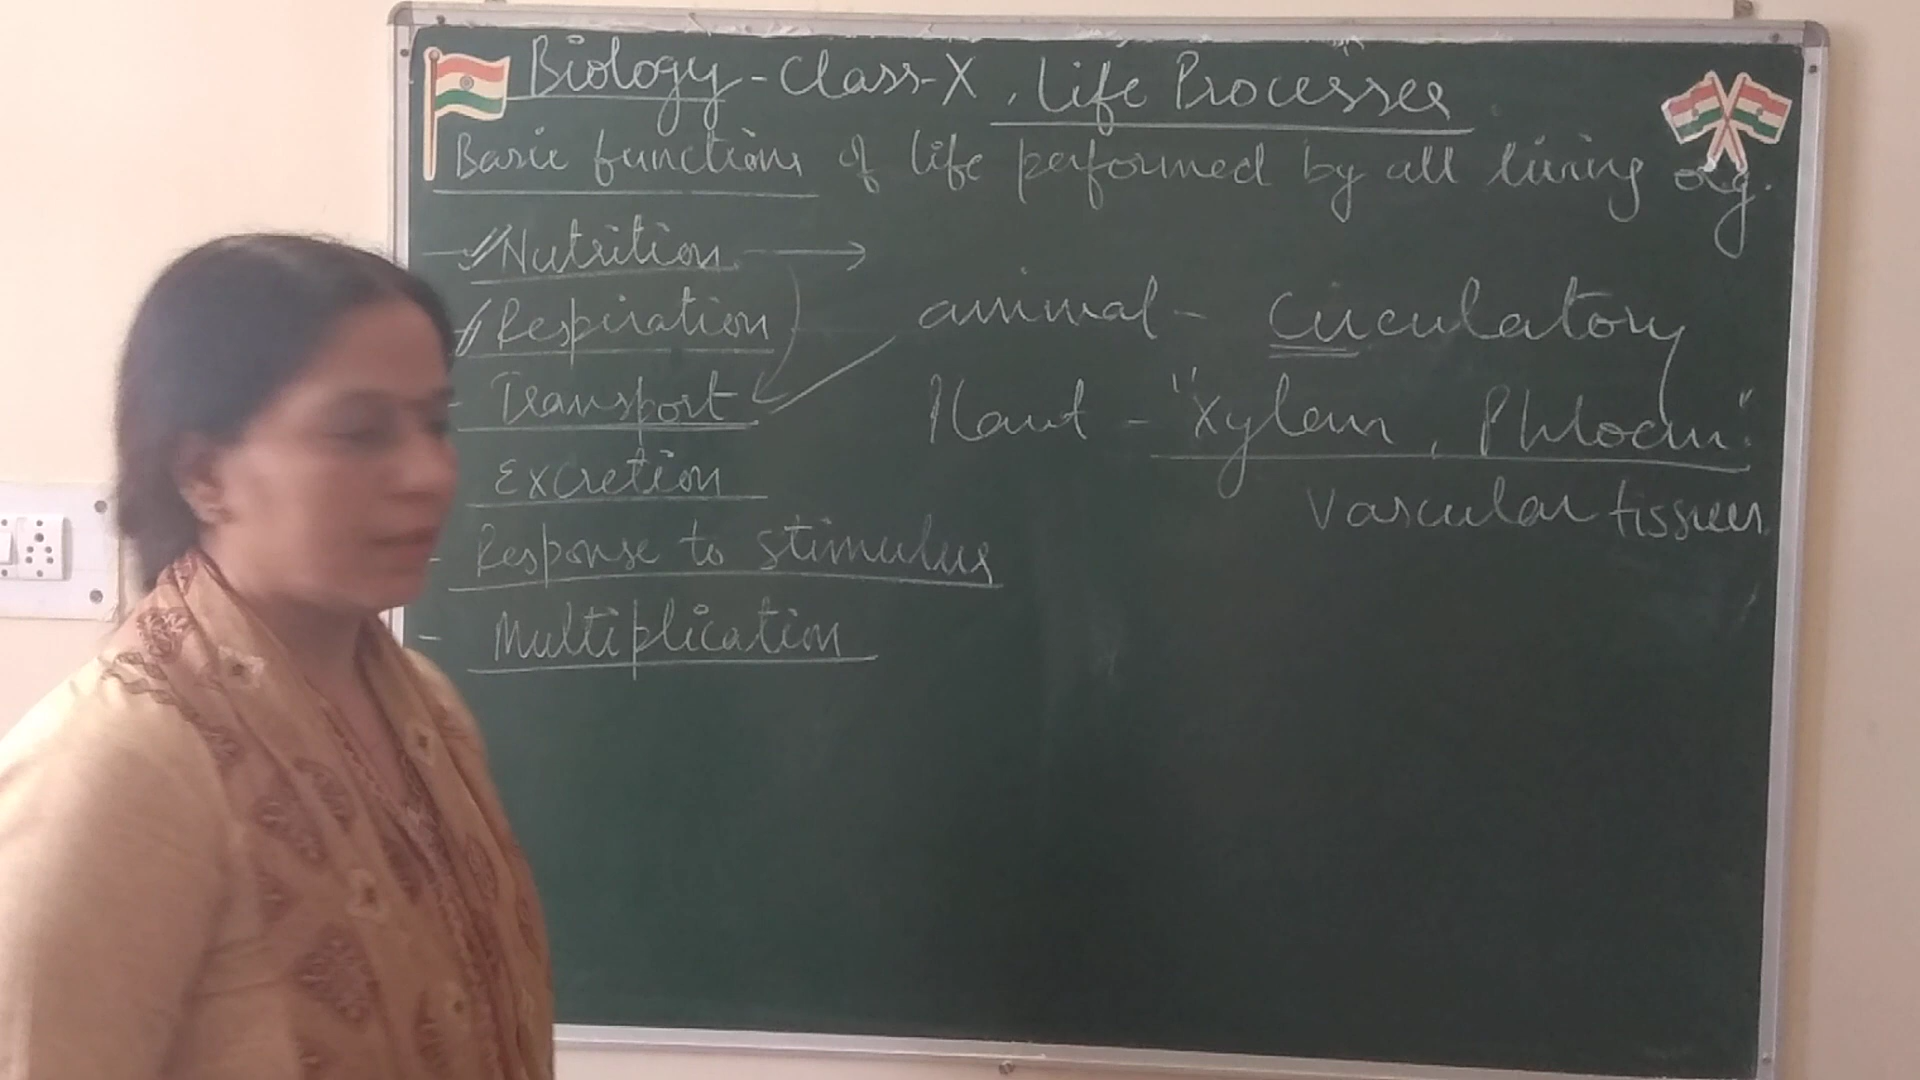 Biology - Class-X, Life Processes
Basic functions of life performed by all living org.
- Nutrition →
Respiration
- Transport
Excretion
- Response to stimulus
- Multiplication
animal - Circulatory
Plant - "Xylem, Phloem"
Vascular tissues